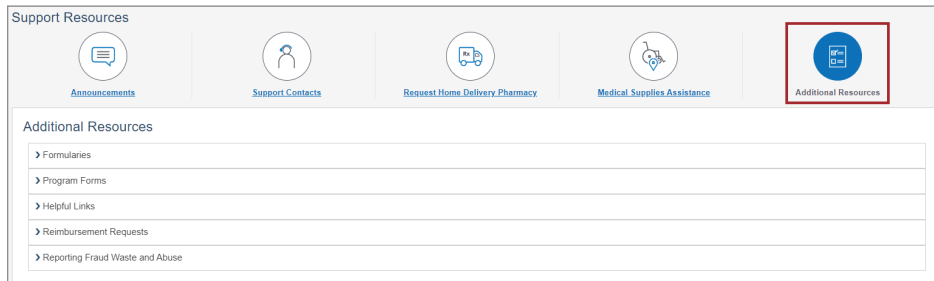 Support Resources
Rx
Announcements
Support Contacts
Request Home Delivery Pharmacy
Medical Supplies Assistance
Additional Resources
Additional Resources
Formularies
Program Forms
Helpful Links
Reimbursement Requests
Reporting Fraud Waste and Abuse